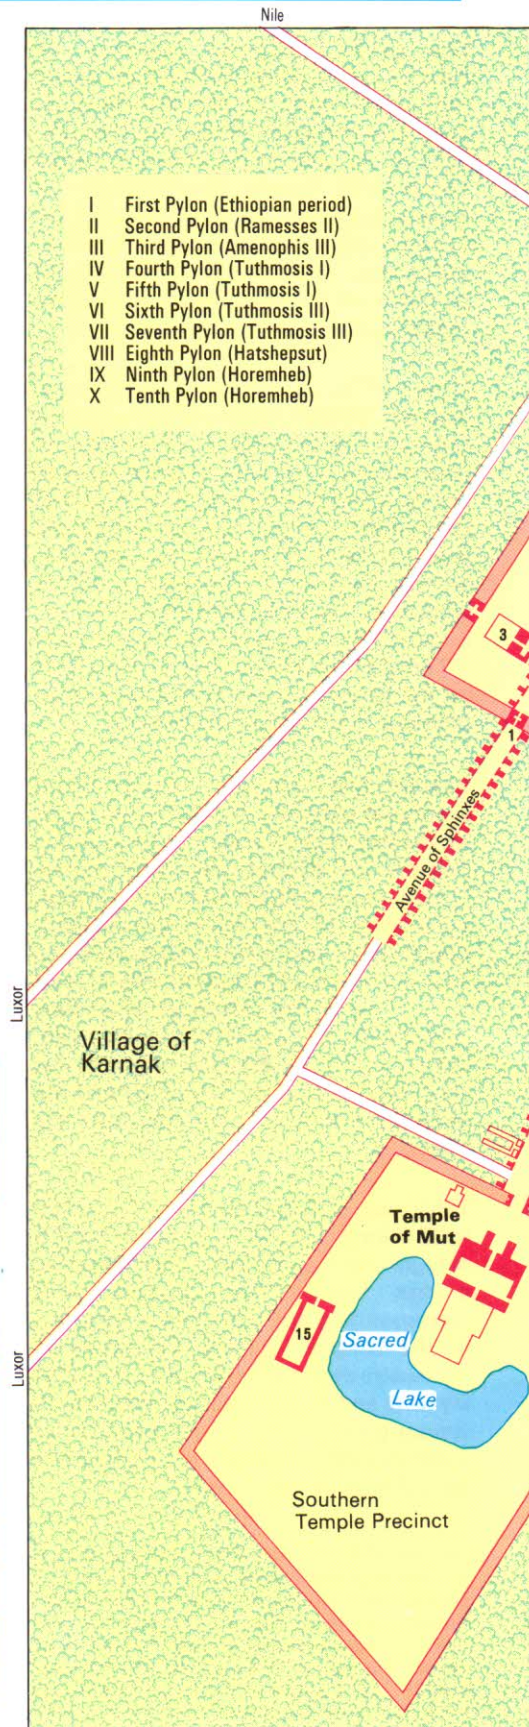 Nile
I First Pylon (Ethiopian period)
II Second Pylon (Ramesses II)
III Third Pylon (Amenophis III)
IV Fourth Pylon (Tuthmosis I)
V Fifth Pylon (Tuthmosis I)
VI Sixth Pylon (Tuthmosis III)
VII Seventh Pylon (Tuthmosis III)
VIII Eighth Pylon (Hatshepsut)
IX Ninth Pylon (Horemheb)
X Tenth Pylon (Horemheb)
3
1
Avenue of Sphinxes
Luxor
Village of
Karnak
Temple
of Mut
15
Sacred
Lake
Luxor
Southern
Temple Precinct